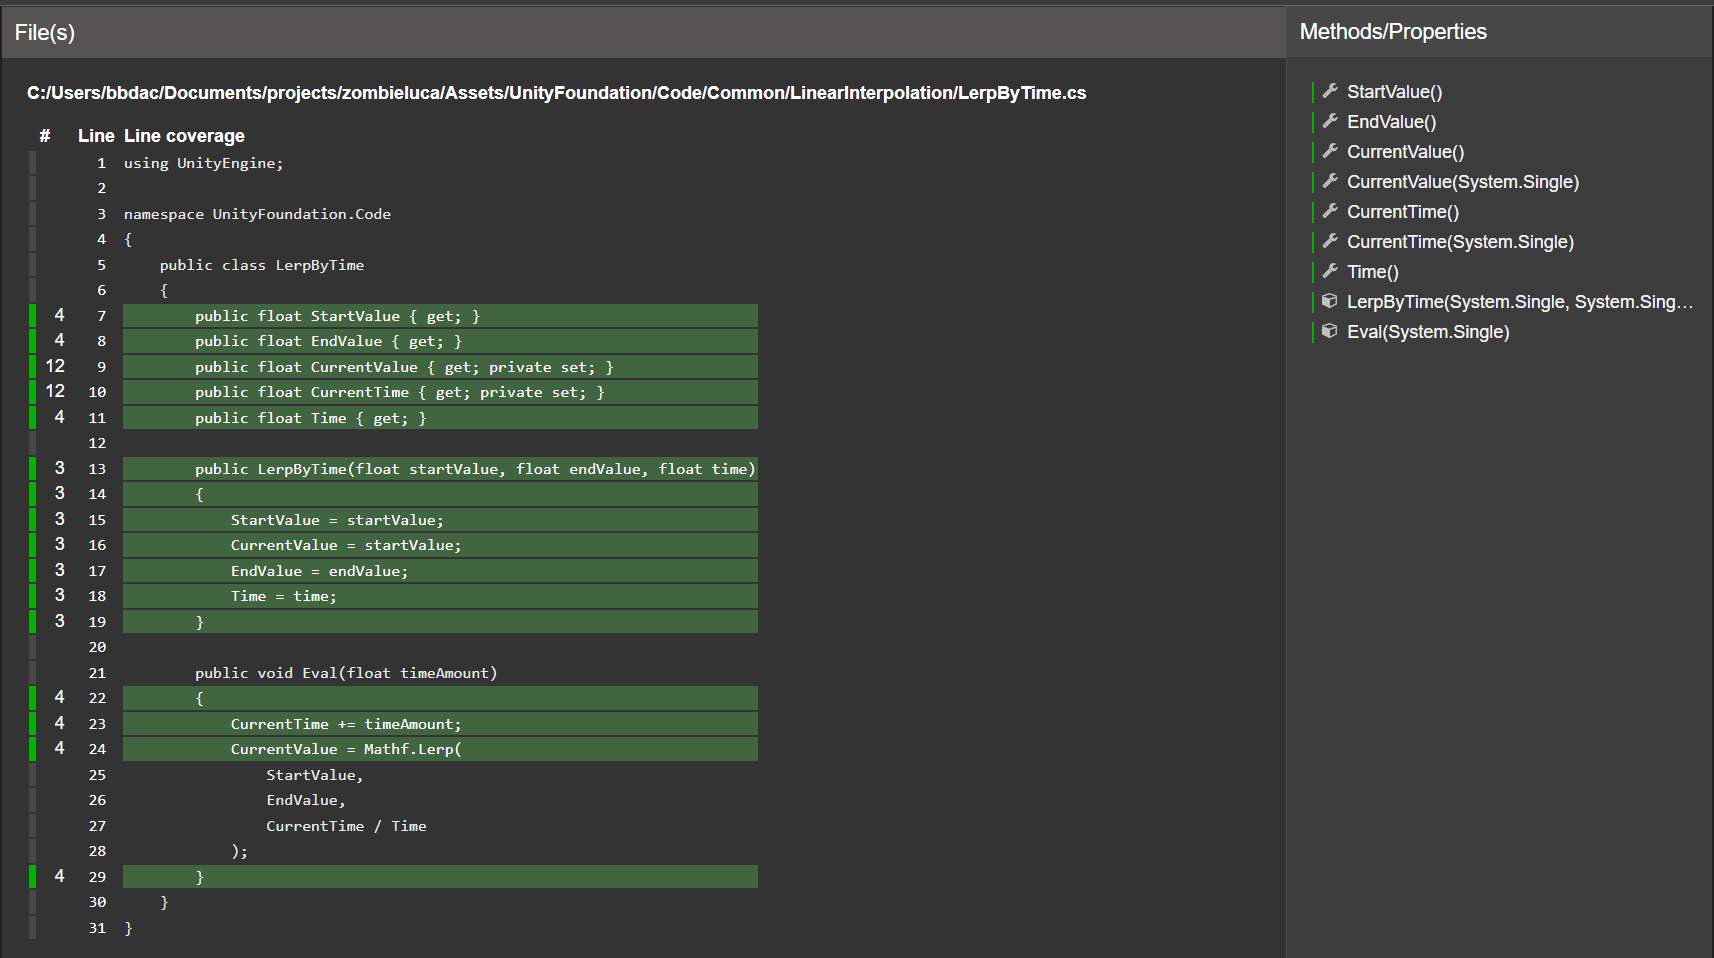 File(s)
Methods/Properties
C:/Users/bbdac/Documents/projects/zombieluca/Assets/UnityFoundation/Code/Common/LinearInterpolation/LerpByTime.cs
# Line Line coverage
1 using UnityEngine;
2
3 namespace UnityFoundation.Code
4 {
5 public class LerpByTime
6 {
4 7 public float StartValue { get; }
4 8 public float EndValue { get; }
12 9 public float CurrentValue { get; private set; }
12 10 public float CurrentTime { get; private set; }
4 11 public float Time { get; }
12
3 13 public LerpByTime(float startValue, float endValue, float time)
3 14 {
3 15 StartValue = startValue;
3 16 CurrentValue = startValue;
3 17 EndValue = endValue;
3 18 Time = time;
3 19 }
20
21 public void Eval(float timeAmount)
4 22 {
4 23 CurrentTime += timeAmount;
4 24 CurrentValue = Mathf.Lerp(
25 StartValue,
26 EndValue,
27 CurrentTime / Time
28 );
4 29 }
30 }
31 }
StartValue()
EndValue()
CurrentValue()
CurrentValue(System.Single)
CurrentTime()
CurrentTime(System.Single)
Time()
LerpByTime(System.Single, System.Sing...
Eval(System.Single)